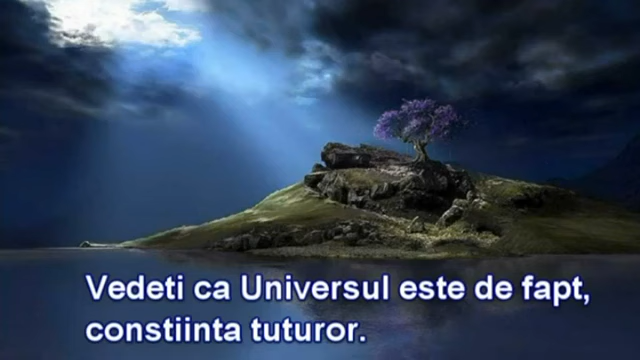 Vedeti ca Universul este de fapt,
constiinta tuturor.